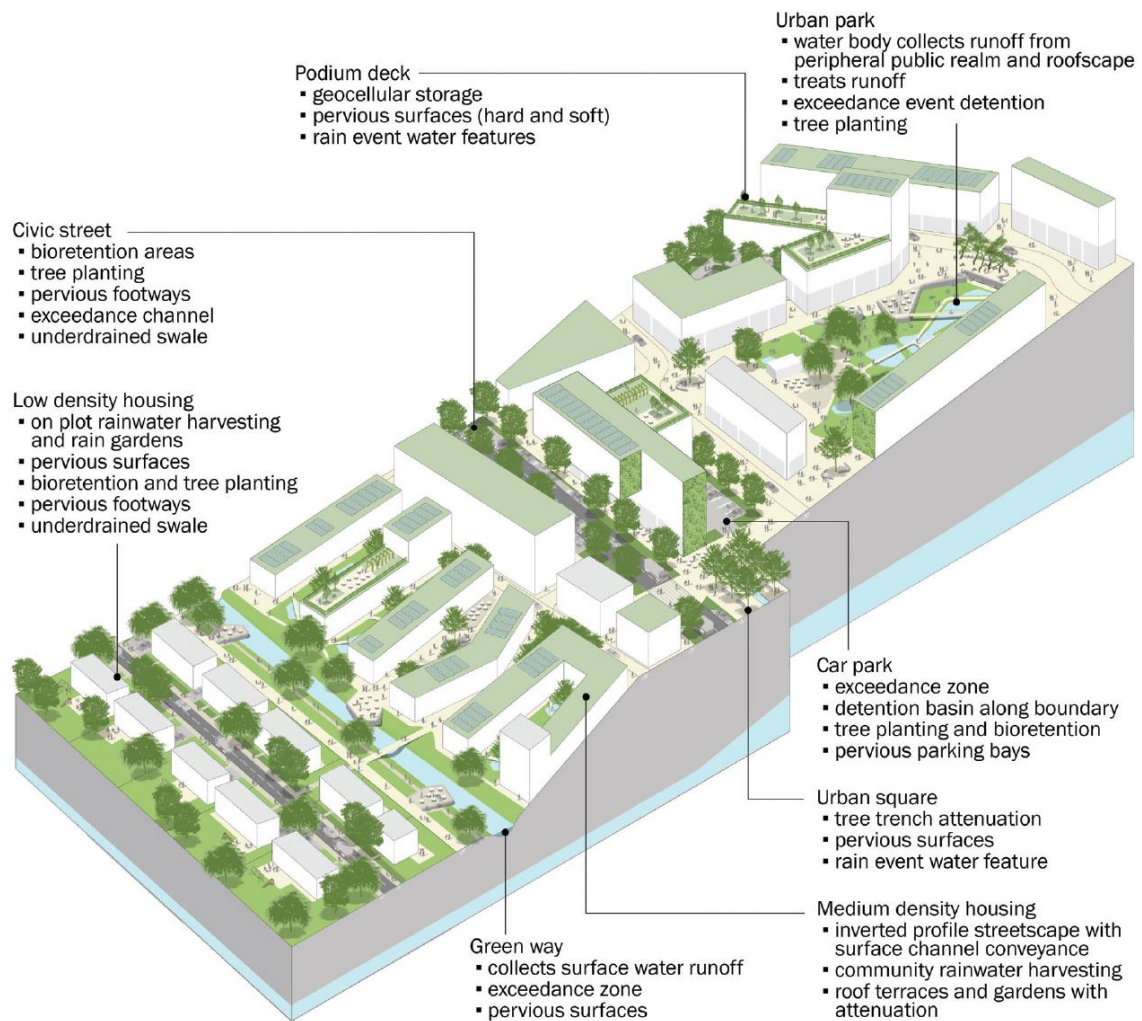 Urban park
▪ water body collects runoff from
peripheral public realm and roofscape
▪ treats runoff
▪ exceedance event detention
▪ tree planting
Podium deck
▪ geocellular storage
▪ pervious surfaces (hard and soft)
▪ rain event water features
Civic street
▪ bioretention areas
▪ tree planting
▪ pervious footways
▪ exceedance channel
▪ underdrained swale
Low density housing
▪ on plot rainwater harvesting
and rain gardens
▪ pervious surfaces
▪ bioretention and tree planting
▪ pervious footways
▪ underdrained swale
Car park
▪ exceedance zone
▪ detention basin along boundary
▪ tree planting and bioretention
▪ pervious parking bays
Urban square
▪ tree trench attenuation
▪ pervious surfaces
▪ rain event water feature
Medium density housing
▪ inverted profile streetscape with
surface channel conveyance
▪ community rainwater harvesting
▪ roof terraces and gardens with
attenuation
Green way
▪ collects surface water runoff
▪ exceedance zone
▪ pervious surfaces